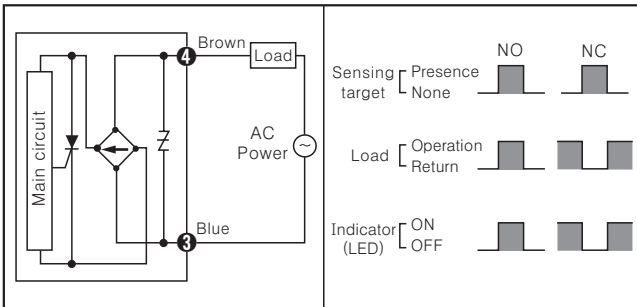 Main circuit
4
Brown
Load
AC
Power
~
3
Blue
NO NC
Sensing target Presence
None
Load Operation
Return
Indicator (LED) ON
OFF